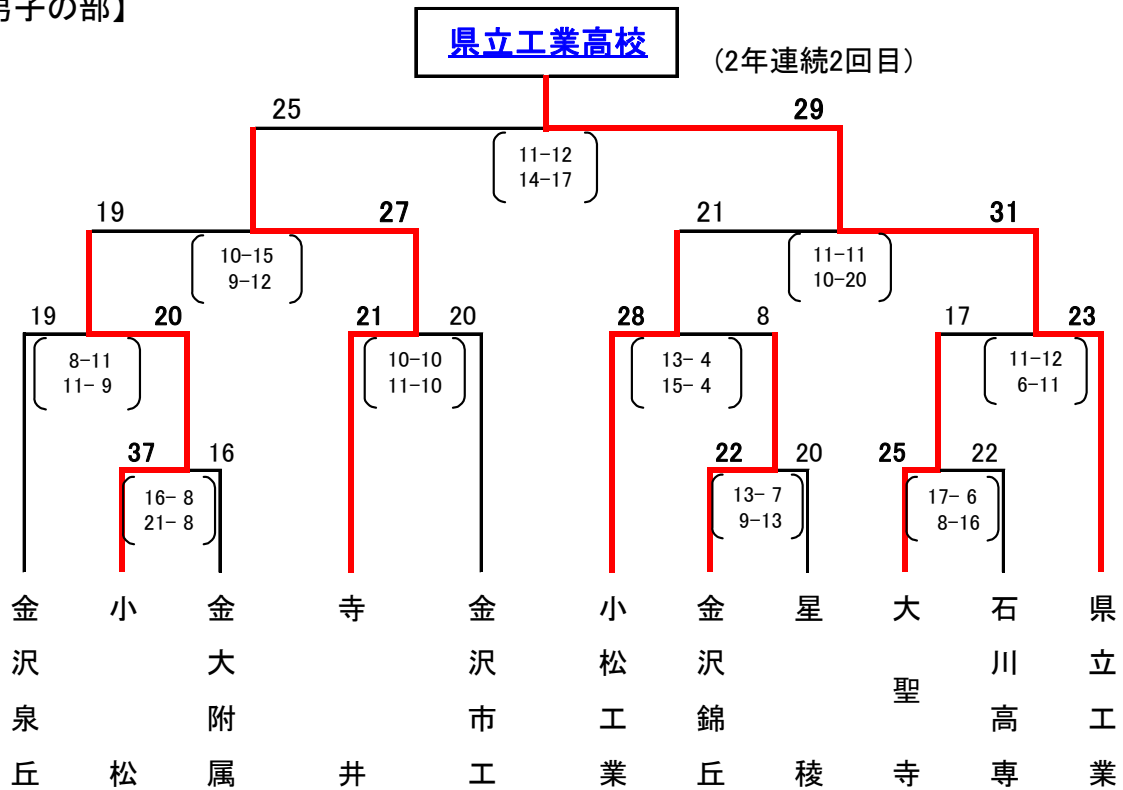 男子の部】
県立工業高校
(2年連続2回目)
25 29
11-12
14-17
19 27 21 31
10-15
9-12
11-11
10-20
19 20 21 20 28 8 17 23
8-11
11- 9
10-10
11-10
13- 4
15- 4
11-12
6-11
37 16 22 20 25 22
16- 8
21- 8
13- 7
9-13
17- 6
8-16
金沢泉丘
小松
金大附属
寺井
金沢市工
小松工業
金沢錦丘
星稜
大聖寺
石川高専
県立工業